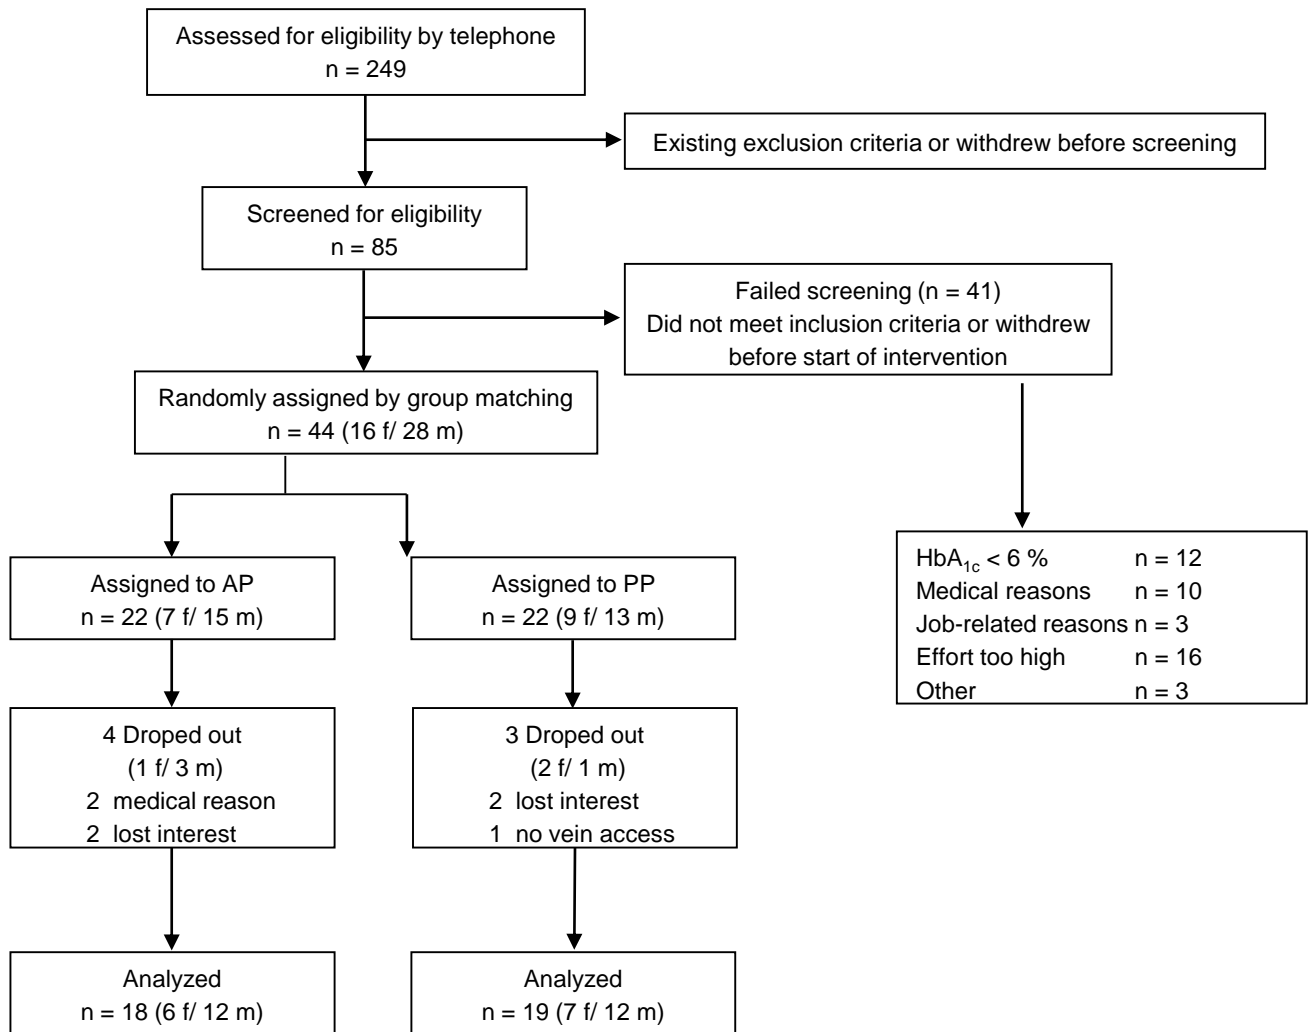 Assessed for eligibility by telephone
n = 249
Existing exclusion criteria or withdrew before screening
Screened for eligibility
n = 85
Failed screening (n = 41)
Did not meet inclusion criteria or withdrew
before start of intervention
Randomly assigned by group matching
n = 44 (16 f/ 28 m)
HbA1c < 6 % n = 12
Medical reasons n = 10
Job-related reasons n = 3
Effort too high n = 16
Other n = 3
Assigned to AP
n = 22 (7 f/ 15 m)
Assigned to PP
n = 22 (9 f/ 13 m)
4 Droped out
(1 f/ 3 m)
2 medical reason
2 lost interest
3 Droped out
(2 f/ 1 m)
2 lost interest
1 no vein access
Analyzed
n = 18 (6 f/ 12 m)
Analyzed
n = 19 (7 f/ 12 m)